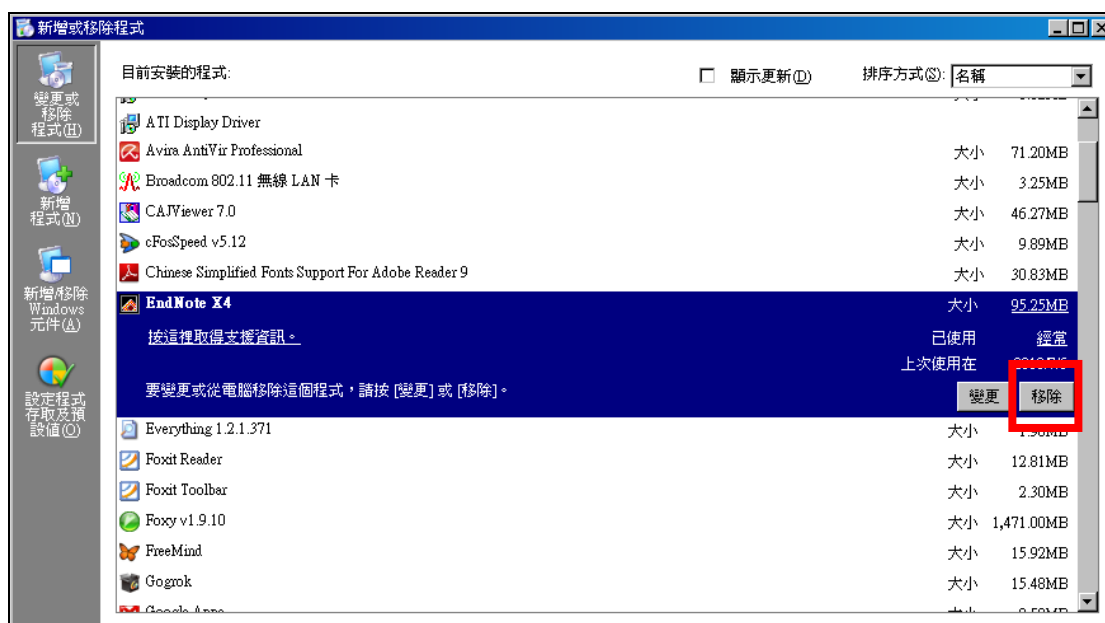 新增或移除程式
變更或
移除
程式(H)
新增
程式(N)
新增/移除
Windows
元件(A)
設定程式
存取及預
設值(O)
目前安裝的程式:
顯示更新(D)
排序方式(S): 名稱
ATI Display Driver
Avira AntiVir Professional 大小 71.20MB
Broadcom 802.11 無線 LAN 卡 大小 3.25MB
CAJViewer 7.0 大小 46.27MB
cFosSpeed v5.12 大小 9.89MB
Chinese Simplified Fonts Support For Adobe Reader 9 大小 30.83MB
EndNote X4 大小 95.25MB
按這裡取得支援資訊。 已使用 經常
上次使用在
要變更或從電腦移除這個程式，請按 [變更] 或 [移除]。 變更 移除
Everything 1.2.1.371 大小
Foxit Reader 大小 12.81MB
Foxit Toolbar 大小 2.30MB
Foxy v1.9.10 大小 1,471.00MB
FreeMind 大小 15.92MB
Gogrok 大小 15.48MB
Google Apps